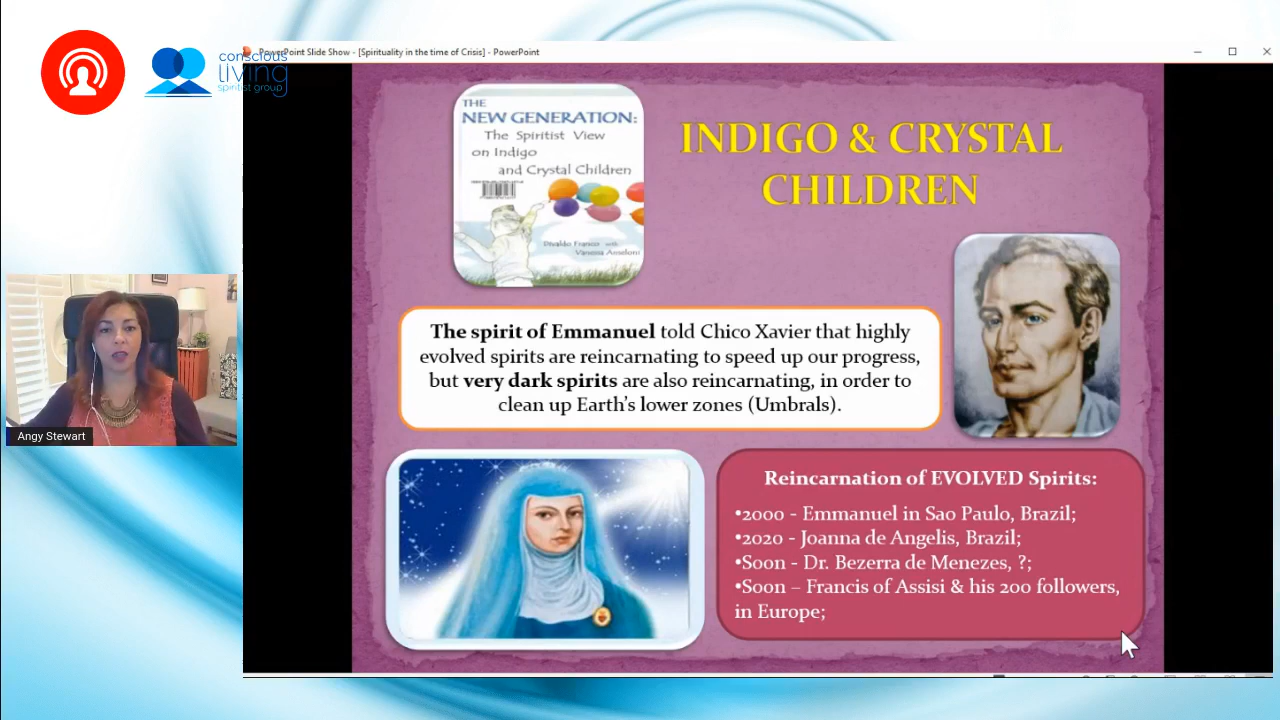 PowerPoint Slide Show - [Spirituality in the time of Crisis] - PowerPoint
conscious
living
spiritist group
THE
NEW GENERATION:
The Spiritist View
on Indigo
and Crystal Children
Divaldo Franco with
Vanessa Anseloni
INDIGO & CRYSTAL
CHILDREN
The spirit of Emmanuel told Chico Xavier that highly
evolved spirits are reincarnating to speed up our progress,
but very dark spirits are also reincarnating, in order to
clean up Earth's lower zones (Umbrals).
Angy Stewart
Reincarnation of EVOLVED Spirits:
•2000 - Emmanuel in Sao Paulo, Brazil;
•2020 - Joanna de Angelis, Brazil;
•Soon - Dr. Bezerra de Menezes, ?;
•Soon – Francis of Assisi & his 200 followers,
in Europe;